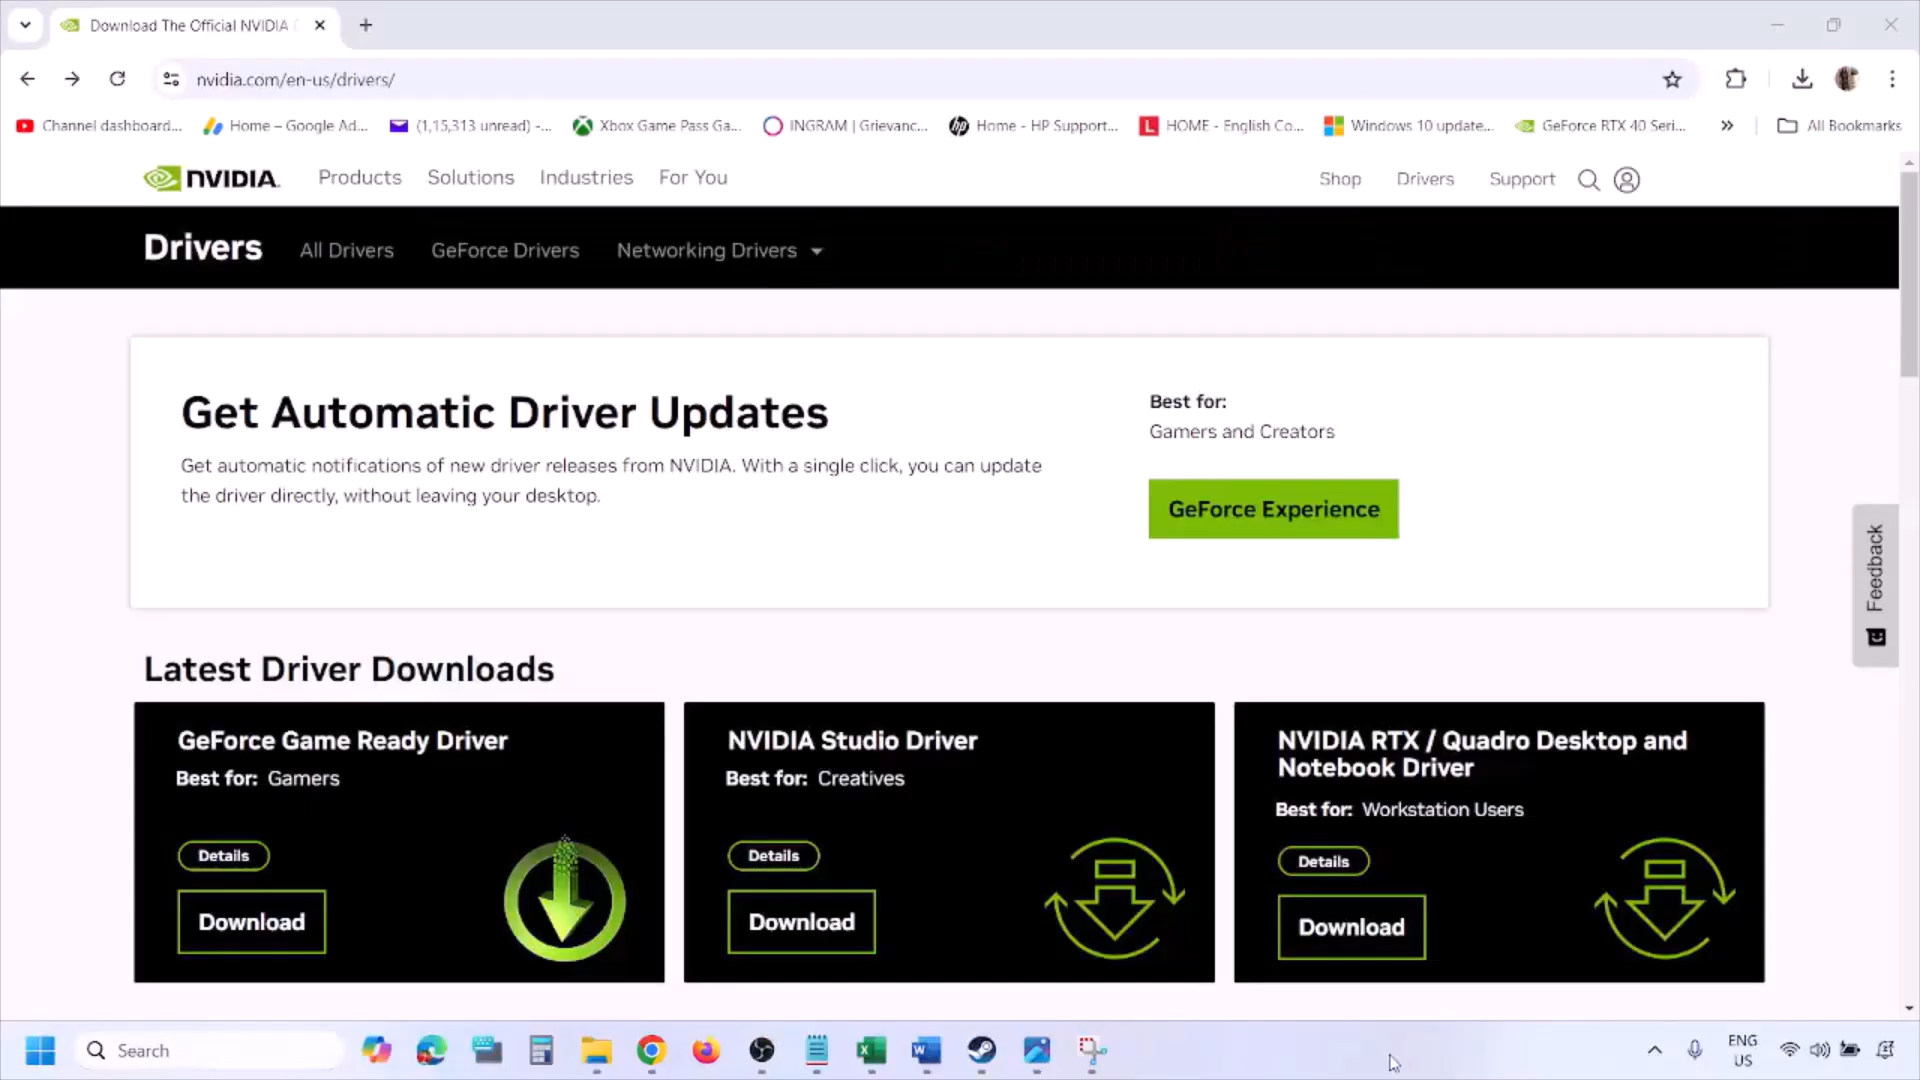 Download The Official NVIDIA
nvidia.com/en-us/drivers/
Channel dashboard... Home – Google Ad... (1,15,313 unread) -... Xbox Game Pass Ga... INGRAM | Grievanc... Home - HP Support... HOME - English Co... Windows 10 update... GeForce RTX 40 Seri... » All Bookmarks
NVIDIA. Products Solutions Industries For You Shop Drivers Support
Drivers All Drivers GeForce Drivers Networking Drivers
Get Automatic Driver Updates
Get automatic notifications of new driver releases from NVIDIA. With a single click, you can update
the driver directly, without leaving your desktop.
Best for:
Gamers and Creators
GeForce Experience
Feedback
Latest Driver Downloads
GeForce Game Ready Driver
Best for: Gamers
Details
Download
NVIDIA Studio Driver
Best for: Creatives
Details
Download
NVIDIA RTX / Quadro Desktop and
Notebook Driver
Best for: Workstation Users
Details
Download
Search
ENG
US